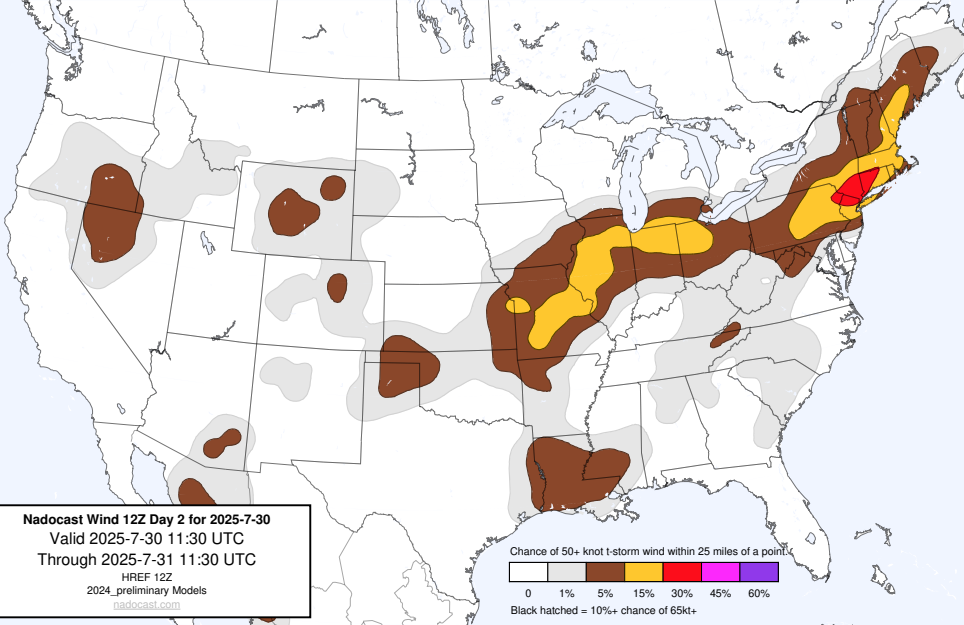 Nadocast Wind 12Z Day 2 for 2025-7-30
Valid 2025-7-30 11:30 UTC
Through 2025-7-31 11:30 UTC
HREF 12Z
2024_preliminary Models
nadocast.com
Chance of 50+ knot t-storm wind within 25 miles of a point.
0 1% 5% 15% 30% 45% 60%
Black hatched = 10%+ chance of 65kt+